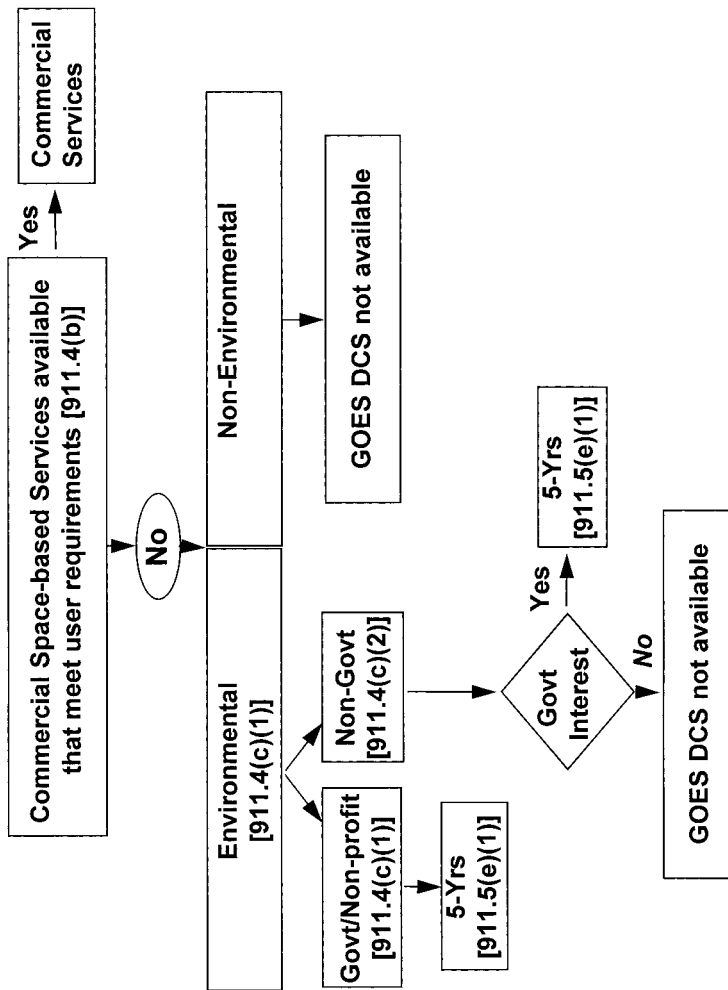 Commercial Space-based Services available
that meet user requirements [911.4(b)]
Yes
Commercial
Services
No
Environmental
[911.4(c)(1)]
Non-Environmental
Govt/Non-profit
[911.4(c)(1)]
Non-Govt
[911.4(c)(2)]
GOES DCS not available
5-Yrs
[911.5(e)(1)]
Govt
Interest
Yes
5-Yrs
[911.5(e)(1)]
No
GOES DCS not available